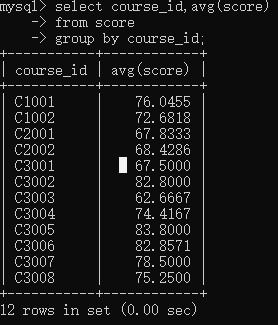 mysql> select course_id,avg(score)
    -> from score
    -> group by course_id;
+-----------+------------+
| course_id | avg(score) |
+-----------+------------+
| C1001     |    76.0455 |
| C1002     |    72.6818 |
| C2001     |    67.8333 |
| C2002     |    68.4286 |
| C3001     |    67.5000 |
| C3002     |    82.8000 |
| C3003     |    62.6667 |
| C3004     |    74.4167 |
| C3005     |    83.8000 |
| C3006     |    82.8571 |
| C3007     |    78.5000 |
| C3008     |    75.2500 |
+-----------+------------+
12 rows in set (0.00 sec)